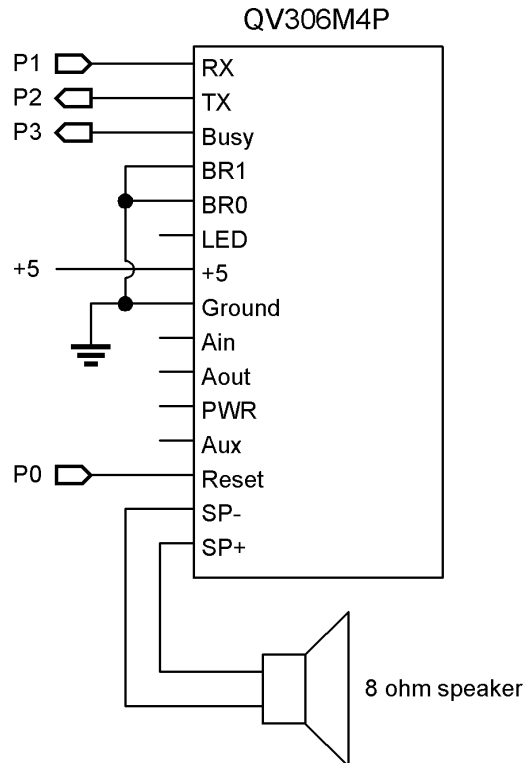 QV306M4P
P1 RX
P2 TX
P3 Busy
BR1
BR0
LED
+5 +5
Ground
Ain
Aout
PWR
Aux
P0 Reset
SP-
SP+
8 ohm speaker